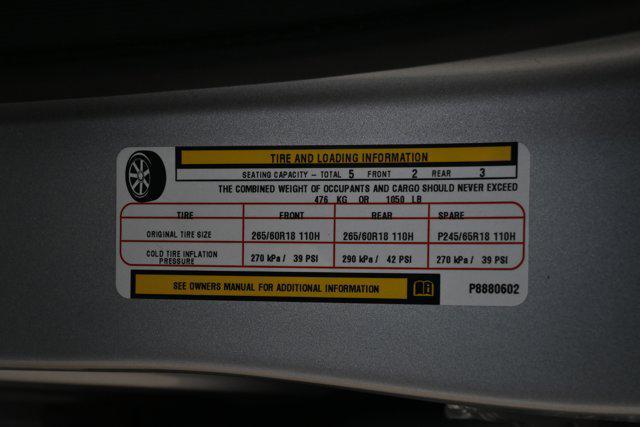 TIRE AND LOADING INFORMATION
SEATING CAPACITY – TOTAL 5 FRONT 2 REAR 3
THE COMBINED WEIGHT OF OCCUPANTS AND CARGO SHOULD NEVER EXCEED
476 KG OR 1050 LB
TIRE FRONT REAR SPARE
ORIGINAL TIRE SIZE 265/60R18 110H 265/60R18 110H P245/65R18 110H
COLD TIRE INFLATION PRESSURE 270 kPa / 39 PSI 290 kPa / 42 PSI 270 kPa / 39 PSI
SEE OWNERS MANUAL FOR ADDITIONAL INFORMATION P8880602